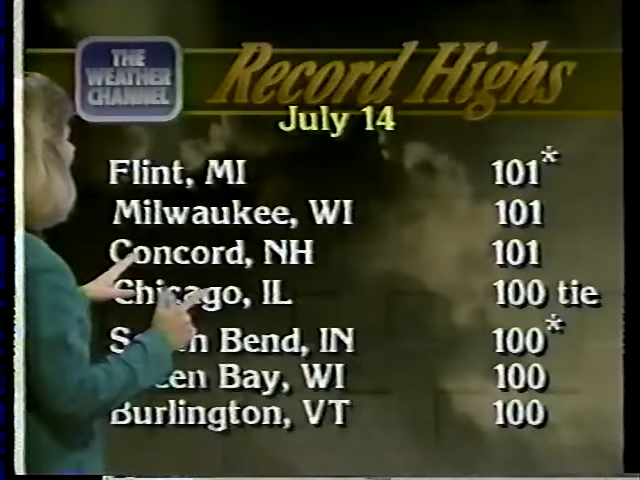 THE
WEATHER
CHANNEL
Record Highs
July 14
Flint, MI 101*
Milwaukee, WI 101
Concord, NH 101
Chicago, IL 100 tie
S h Bend, IN 100*
een Bay, WI 100
Burlington, VT 100